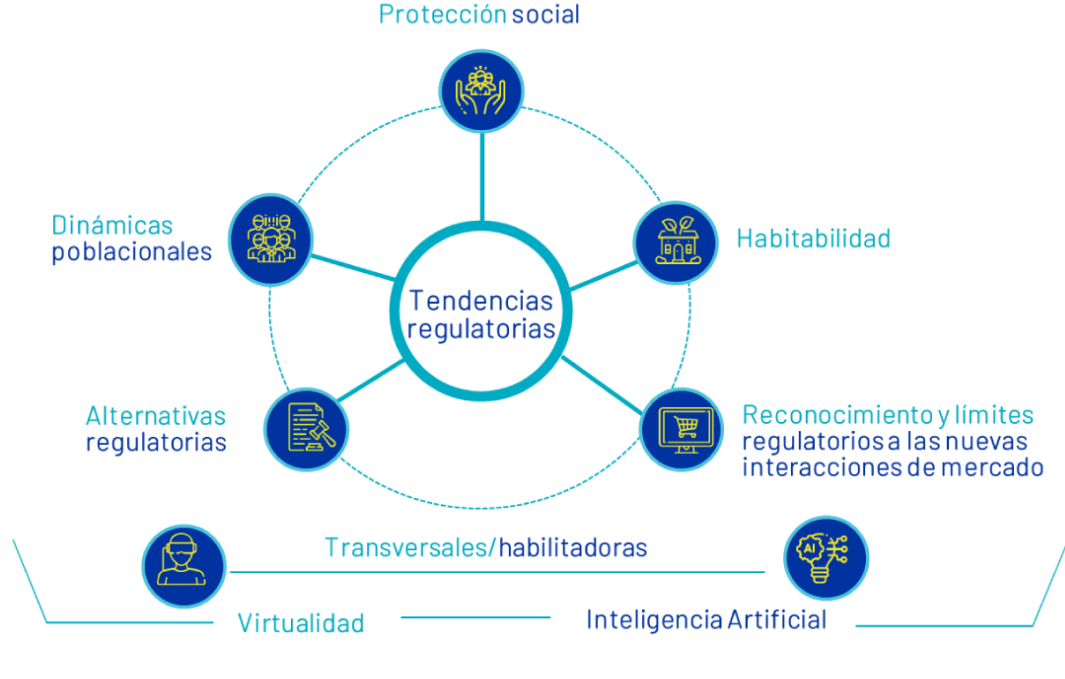 Protección social
Dinámicas
poblacionales
Habitabilidad
Tendencias
regulatorias
Alternativas
regulatorias
Reconocimiento y límites
regulatorios a las nuevas
interacciones de mercado
Transversales/habilitadoras
AI
Virtualidad
Inteligencia Artificial